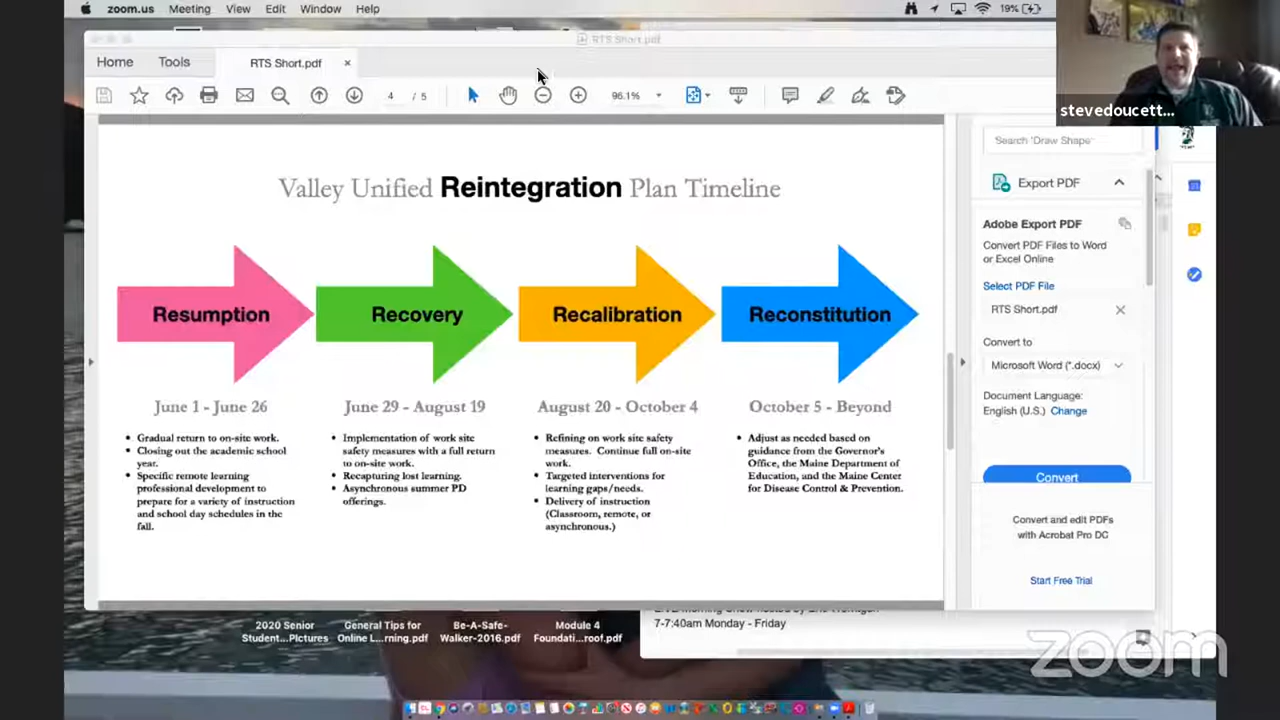 zoom.us Meeting View Edit Window Help
19%
RTS Short.pdf
Home Tools RTS Short.pdf ×
4 / 5 96.1%
stevedoucett...
Search 'Draw Shape'
Export PDF
Adobe Export PDF
Convert PDF Files to Word
or Excel Online
Select PDF File
RTS Short.pdf
Convert to
Microsoft Word (*.docx)
Document Language:
English (U.S.) Change
Convert
Convert and edit PDFs
with Acrobat Pro DC
Start Free Trial
Valley Unified Reintegration Plan Timeline
Resumption
Recovery
Recalibration
Reconstitution
June 1 - June 26
June 29 - August 19
August 20 - October 4
October 5 - Beyond
• Gradual return to on-site work.
• Closing out the academic school
year.
• Specific remote learning
professional development to
prepare for a variety of instruction
and school day schedules in the
fall.
• Implementation of work site
safety measures with a full return
to on-site work.
• Recapturing lost learning.
• Asynchronous summer PD
offerings.
• Refining on work site safety
measures. Continue full on-site
work.
• Targeted interventions for
learning gaps/needs.
• Delivery of instruction
(Classroom, remote, or
asynchronous.)
• Adjust as needed based on
guidance from the Governor's
Office, the Maine Department of
Education, and the Maine Center
for Disease Control & Prevention.
2020 Senior
Student...Pictures
General Tips for
Online L...rning.pdf
Be-A-Safe-
Walker-2016.pdf
Module 4
Foundati...roof.pdf
7-7:40am Monday - Friday
zoom